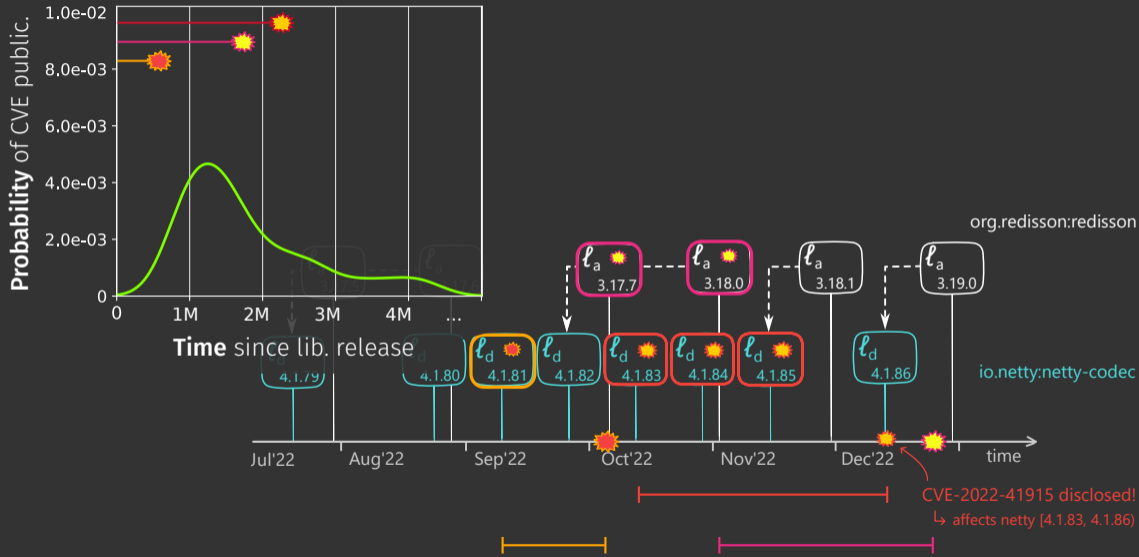 Probability of CVE public.
1.0e-02
8.0e-03
6.0e-03
4.0e-03
2.0e-03
0
0 1M 2M 3M 4M ...
Time since lib. release
org.redisson:redisson
ℓa 3.17.7
ℓa 3.18.0
ℓa 3.18.1
ℓa 3.19.0
ℓa
ℓd 4.1.79
ℓd 4.1.80
ℓd 4.1.81
ℓd 4.1.82
ℓd 4.1.83
ℓd 4.1.84
ℓd 4.1.85
ℓd 4.1.86
io.netty:netty-codec
Jul'22 Aug'22 Sep'22 Oct'22 Nov'22 Dec'22 time
CVE-2022-41915 disclosed!
↳ affects netty [4.1.83, 4.1.86)